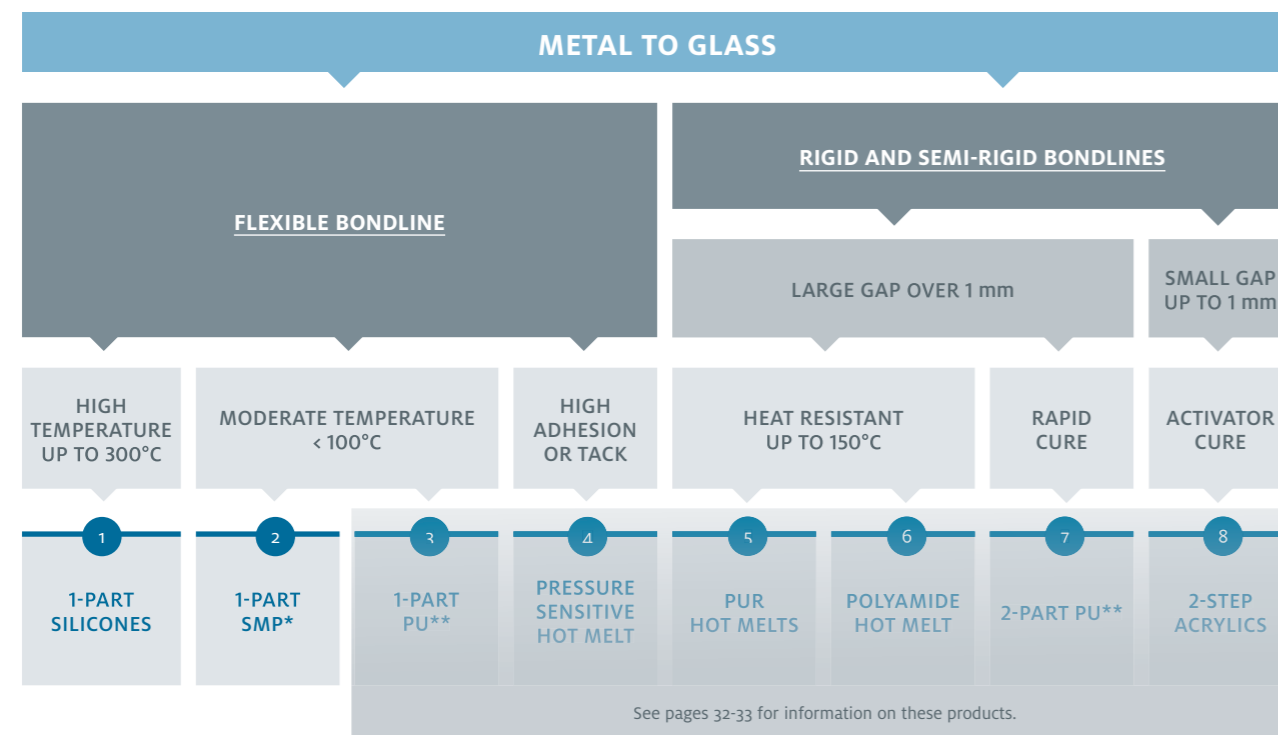 METAL TO GLASS
FLEXIBLE BONDLINE
RIGID AND SEMI-RIGID BONDLINES
LARGE GAP OVER 1 mm
SMALL GAP
UP TO 1 mm
HIGH
TEMPERATURE
UP TO 300°C
MODERATE TEMPERATURE
< 100°C
HIGH
ADHESION
OR TACK
HEAT RESISTANT
UP TO 150°C
RAPID
CURE
ACTIVATOR
CURE
1
1-PART
SILICONES
2
1-PART
SMP*
3
1-PART
PU**
4
PRESSURE
SENSITIVE
HOT MELT
5
PUR
HOT MELTS
6
POLYAMIDE
HOT MELT
7
2-PART PU**
8
2-STEP
ACRYLICS
See pages 32-33 for information on these products.